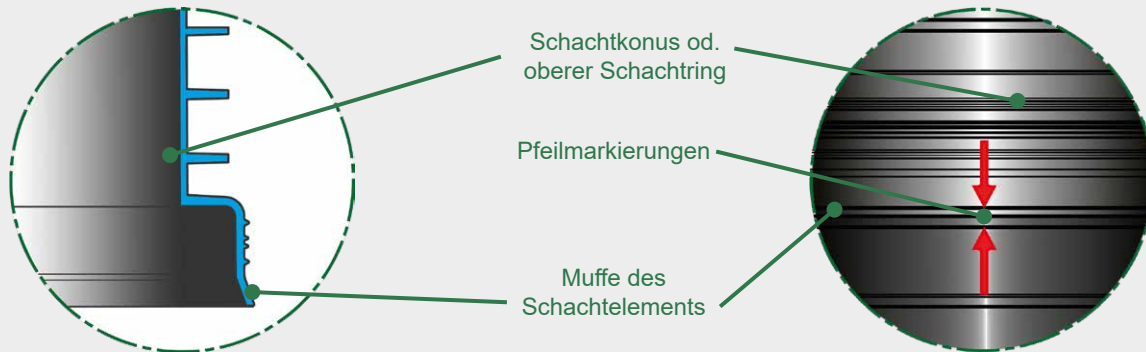 Schachtkonus od.
oberer Schachtring
Pfeilmarkierungen
Muffe des
Schachtelements